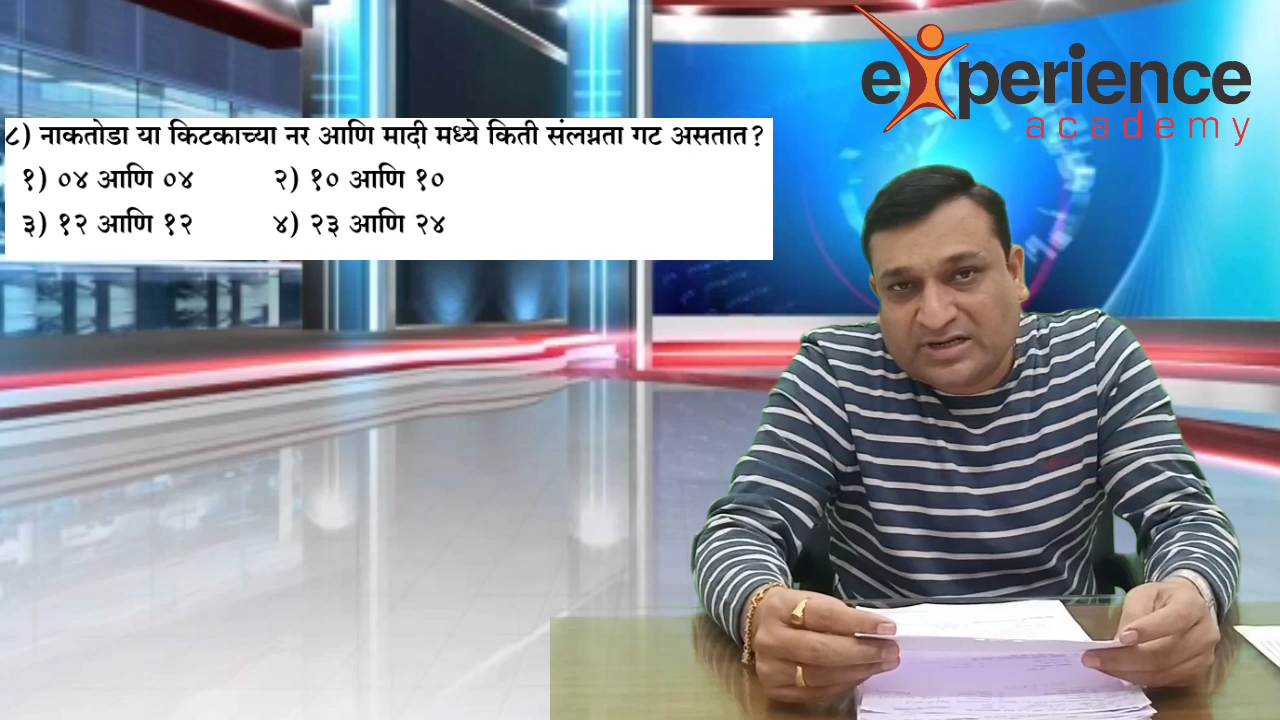 experience
academy
८) नाकतोडा या किटकाच्या नर आणि मादी मध्ये किती संलग्नता गट असतात?
१) ०४ आणि ०४ २) १० आणि १०
३) १२ आणि १२ ४) २३ आणि २४